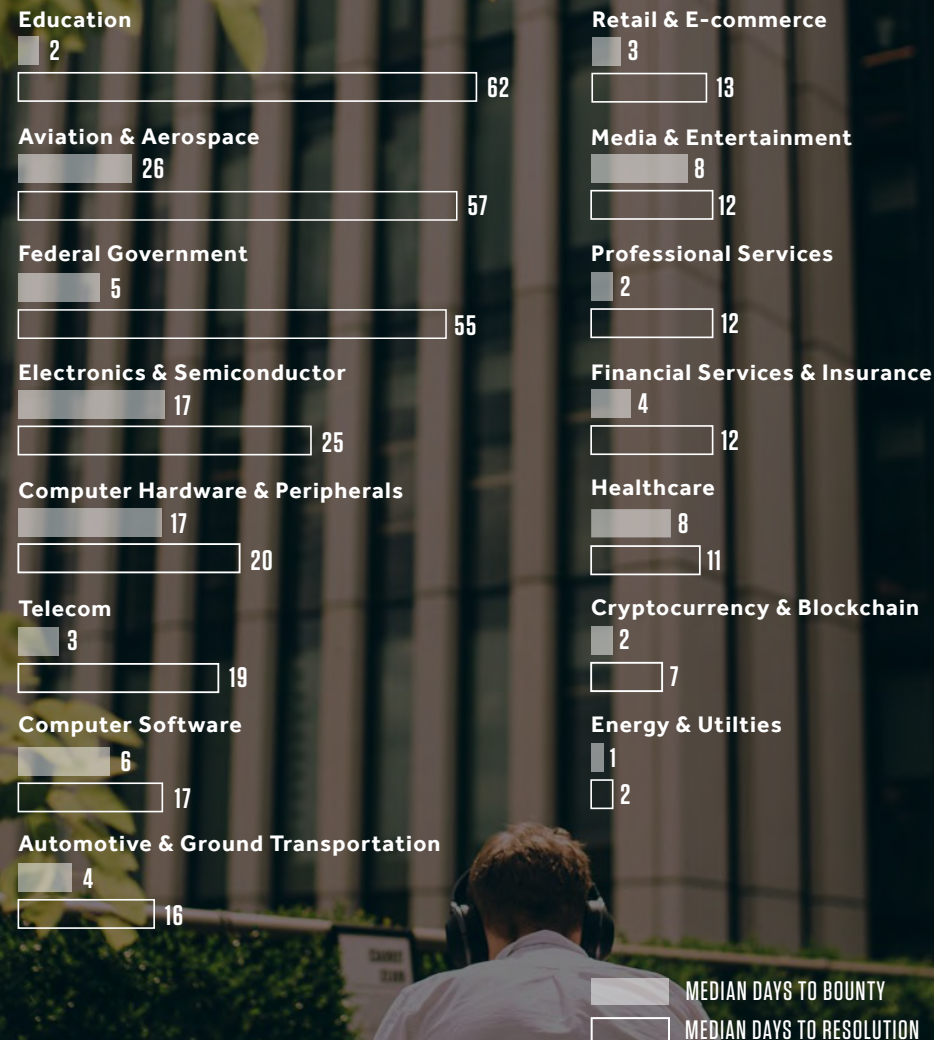 Education
2
62
Aviation & Aerospace
26
57
Federal Government
5
55
Electronics & Semiconductor
17
25
Computer Hardware & Peripherals
17
20
Telecom
3
19
Computer Software
6
17
Automotive & Ground Transportation
4
16
Retail & E-commerce
3
13
Media & Entertainment
8
12
Professional Services
2
12
Financial Services & Insurance
4
12
Healthcare
8
11
Cryptocurrency & Blockchain
2
7
Energy & Utilties
1
2
MEDIAN DAYS TO BOUNTY
MEDIAN DAYS TO RESOLUTION